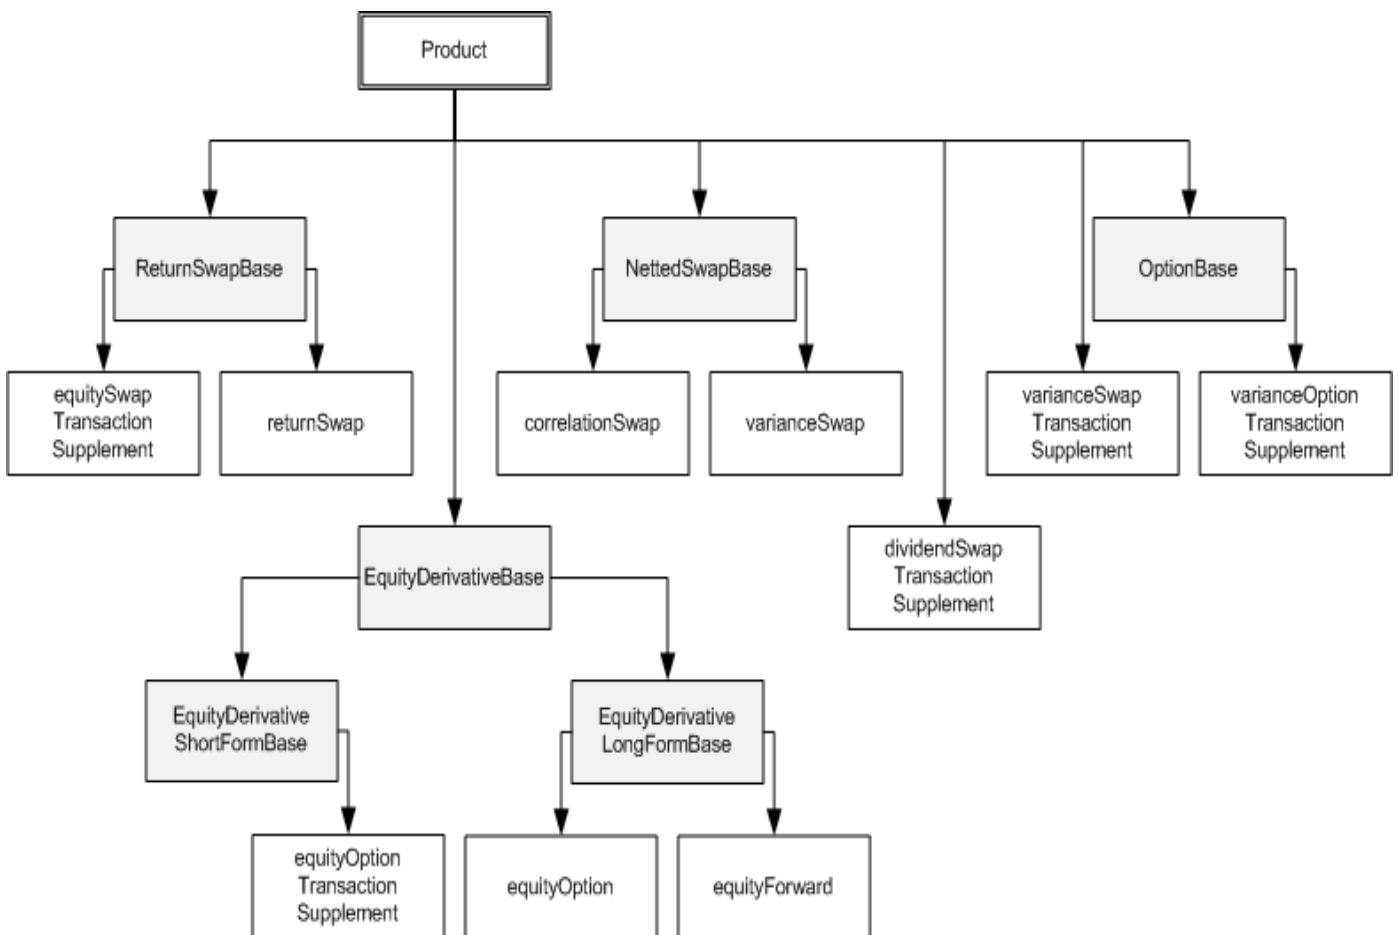 Product
ReturnSwapBase
NettedSwapBase
OptionBase
equitySwap
Transaction
Supplement
returnSwap
correlationSwap
varianceSwap
varianceSwap
Transaction
Supplement
varianceOption
Transaction
Supplement
EquityDerivativeBase
dividendSwap
Transaction
Supplement
EquityDerivative
ShortFormBase
EquityDerivative
LongFormBase
equityOption
Transaction
Supplement
equityOption
equityForward